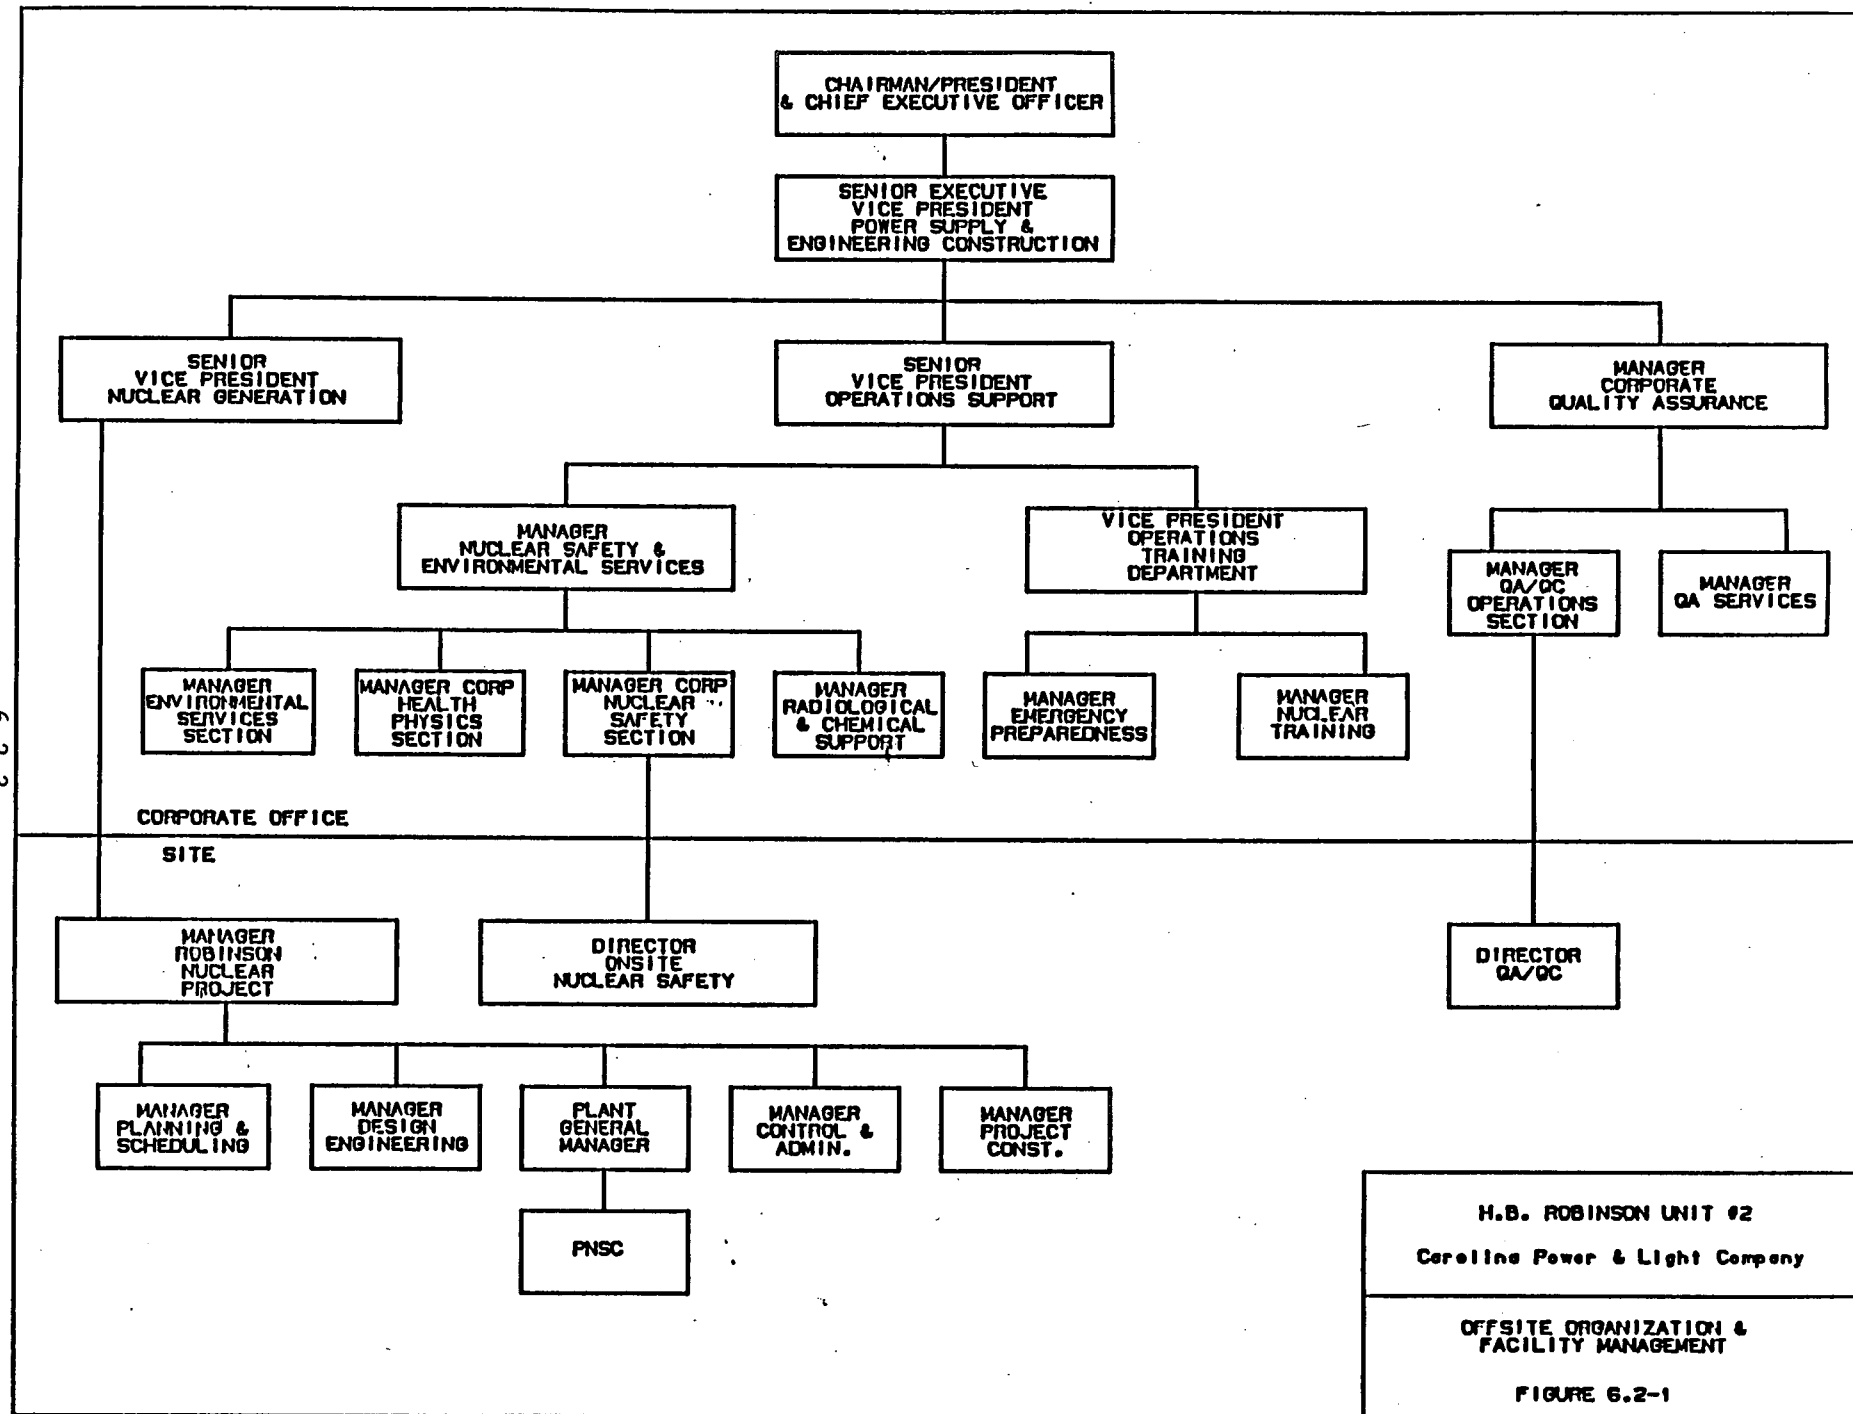 CHAIRMAN/PRESIDENT
& CHIEF EXECUTIVE OFFICER
SENIOR EXECUTIVE
VICE PRESIDENT
POWER SUPPLY &
ENGINEERING CONSTRUCTION
SENIOR
VICE PRESIDENT
NUCLEAR GENERATION
SENIOR
VICE PRESIDENT
OPERATIONS SUPPORT
MANAGER
CORPORATE
QUALITY ASSURANCE
MANAGER
NUCLEAR SAFETY &
ENVIRONMENTAL SERVICES
VICE PRESIDENT
OPERATIONS
TRAINING
DEPARTMENT
MANAGER
QA/QC
OPERATIONS
SECTION
MANAGER
QA SERVICES
MANAGER
ENVIRONMENTAL
SERVICES
SECTION
MANAGER CORP
HEALTH
PHYSICS
SECTION
MANAGER CORP
NUCLEAR
SAFETY
SECTION
MANAGER
RADIOLOGICAL
& CHEMICAL
SUPPORT
MANAGER
EMERGENCY
PREPAREDNESS
MANAGER
NUCLEAR
TRAINING
CORPORATE OFFICE
SITE
MANAGER
ROBINSON
NUCLEAR
PROJECT
DIRECTOR
ONSITE
NUCLEAR SAFETY
DIRECTOR
QA/QC
MANAGER
PLANNING &
SCHEDULING
MANAGER
DESIGN
ENGINEERING
PLANT
GENERAL
MANAGER
MANAGER
CONTROL &
ADMIN.
MANAGER
PROJECT
CONST.
PNSC
H.B. ROBINSON UNIT #2
Carolina Power & Light Company
OFFSITE ORGANIZATION &
FACILITY MANAGEMENT
FIGURE 6.2-1